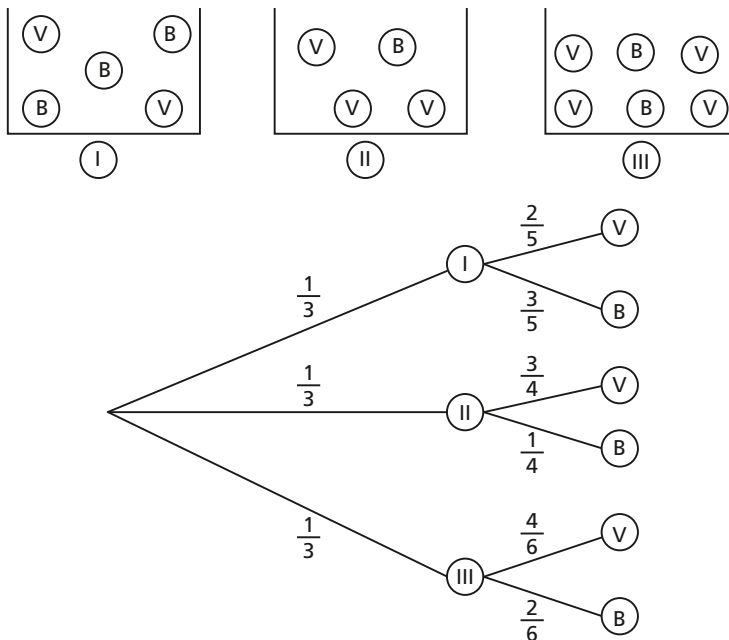 V B V B V B V
B
B V V V V B V
I II III
2/5 V
I
1/3 3/5 B
1/3 3/4 V
II
1/4 B
1/3 4/6 V
III
2/6 B